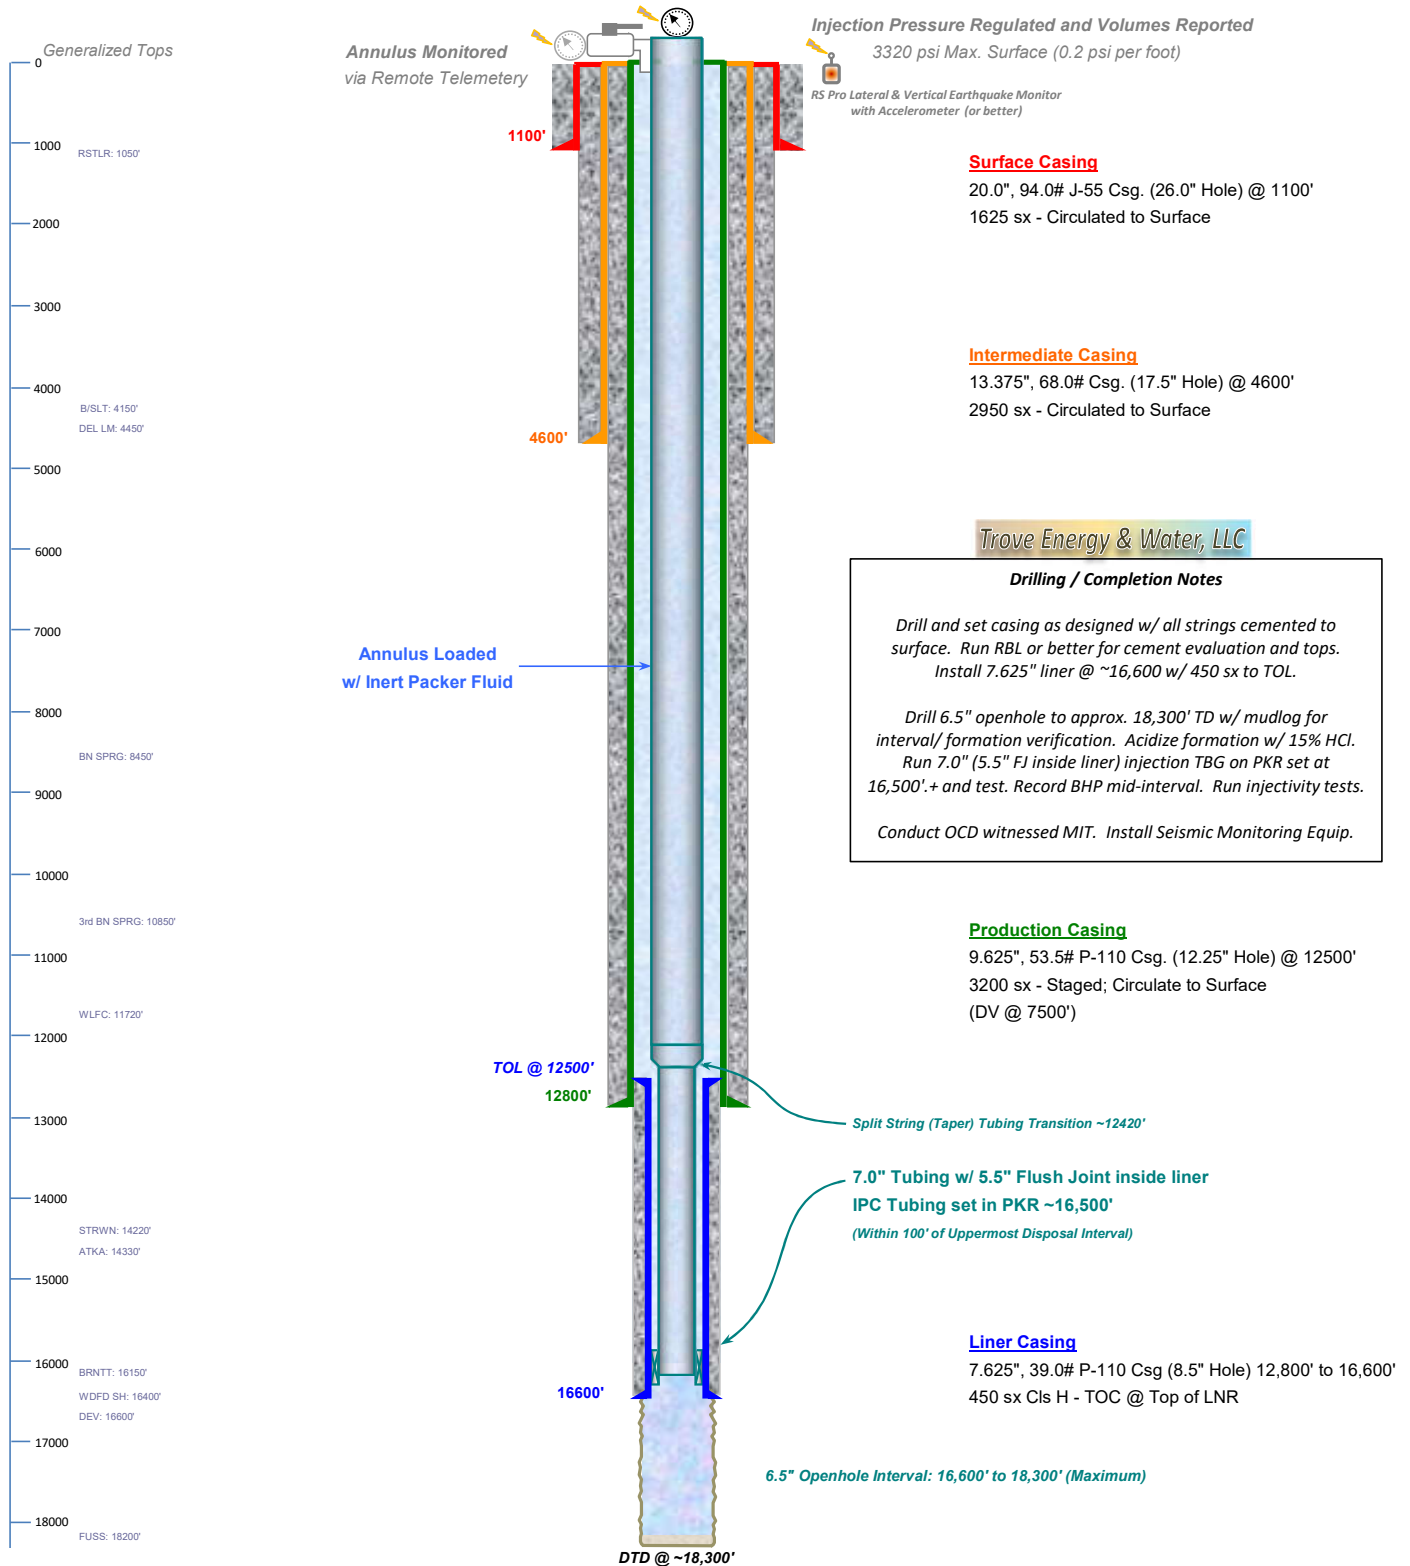 Injection Pressure Regulated and Volumes Reported
3320 psi Max. Surface (0.2 psi per foot)
RS Pro Lateral & Vertical Earthquake Monitor
with Accelerometer (or better)
Generalized Tops
Annulus Monitored
via Remote Telemetery
0
1000
2000
3000
4000
5000
6000
7000
8000
9000
10000
11000
12000
13000
14000
15000
16000
17000
18000
RSTLR: 1050'
B/SLT: 4150'
DEL LM: 4450'
BN SPRG: 8450'
3rd BN SPRG: 10850'
WLFC: 11720'
STRWN: 14220'
ATKA: 14330'
BRNTT: 16150'
WDFD SH: 16400'
DEV: 16600'
FUSS: 18200'
1100'
4600'
Annulus Loaded
w/ Inert Packer Fluid
TOL @ 12500'
12800'
16600'
DTD @ ~18,300'
Surface Casing
20.0", 94.0# J-55 Csg. (26.0" Hole) @ 1100'
1625 sx - Circulated to Surface
Intermediate Casing
13.375", 68.0# Csg. (17.5" Hole) @ 4600'
2950 sx - Circulated to Surface
Trove Energy & Water, LLC
Drilling / Completion Notes
Drill and set casing as designed w/ all strings cemented to
surface. Run RBL or better for cement evaluation and tops.
Install 7.625" liner @ ~16,600 w/ 450 sx to TOL.
Drill 6.5" openhole to approx. 18,300' TD w/ mudlog for
interval/ formation verification. Acidize formation w/ 15% HCl.
Run 7.0" (5.5" FJ inside liner) injection TBG on PKR set at
16,500'.+ and test. Record BHP mid-interval. Run injectivity tests.
Conduct OCD witnessed MIT. Install Seismic Monitoring Equip.
Production Casing
9.625", 53.5# P-110 Csg. (12.25" Hole) @ 12500'
3200 sx - Staged; Circulate to Surface
(DV @ 7500')
Split String (Taper) Tubing Transition ~12420'
7.0" Tubing w/ 5.5" Flush Joint inside liner
IPC Tubing set in PKR ~16,500'
(Within 100' of Uppermost Disposal Interval)
Liner Casing
7.625", 39.0# P-110 Csg (8.5" Hole) 12,800' to 16,600'
450 sx Cls H - TOC @ Top of LNR
6.5" Openhole Interval: 16,600' to 18,300' (Maximum)